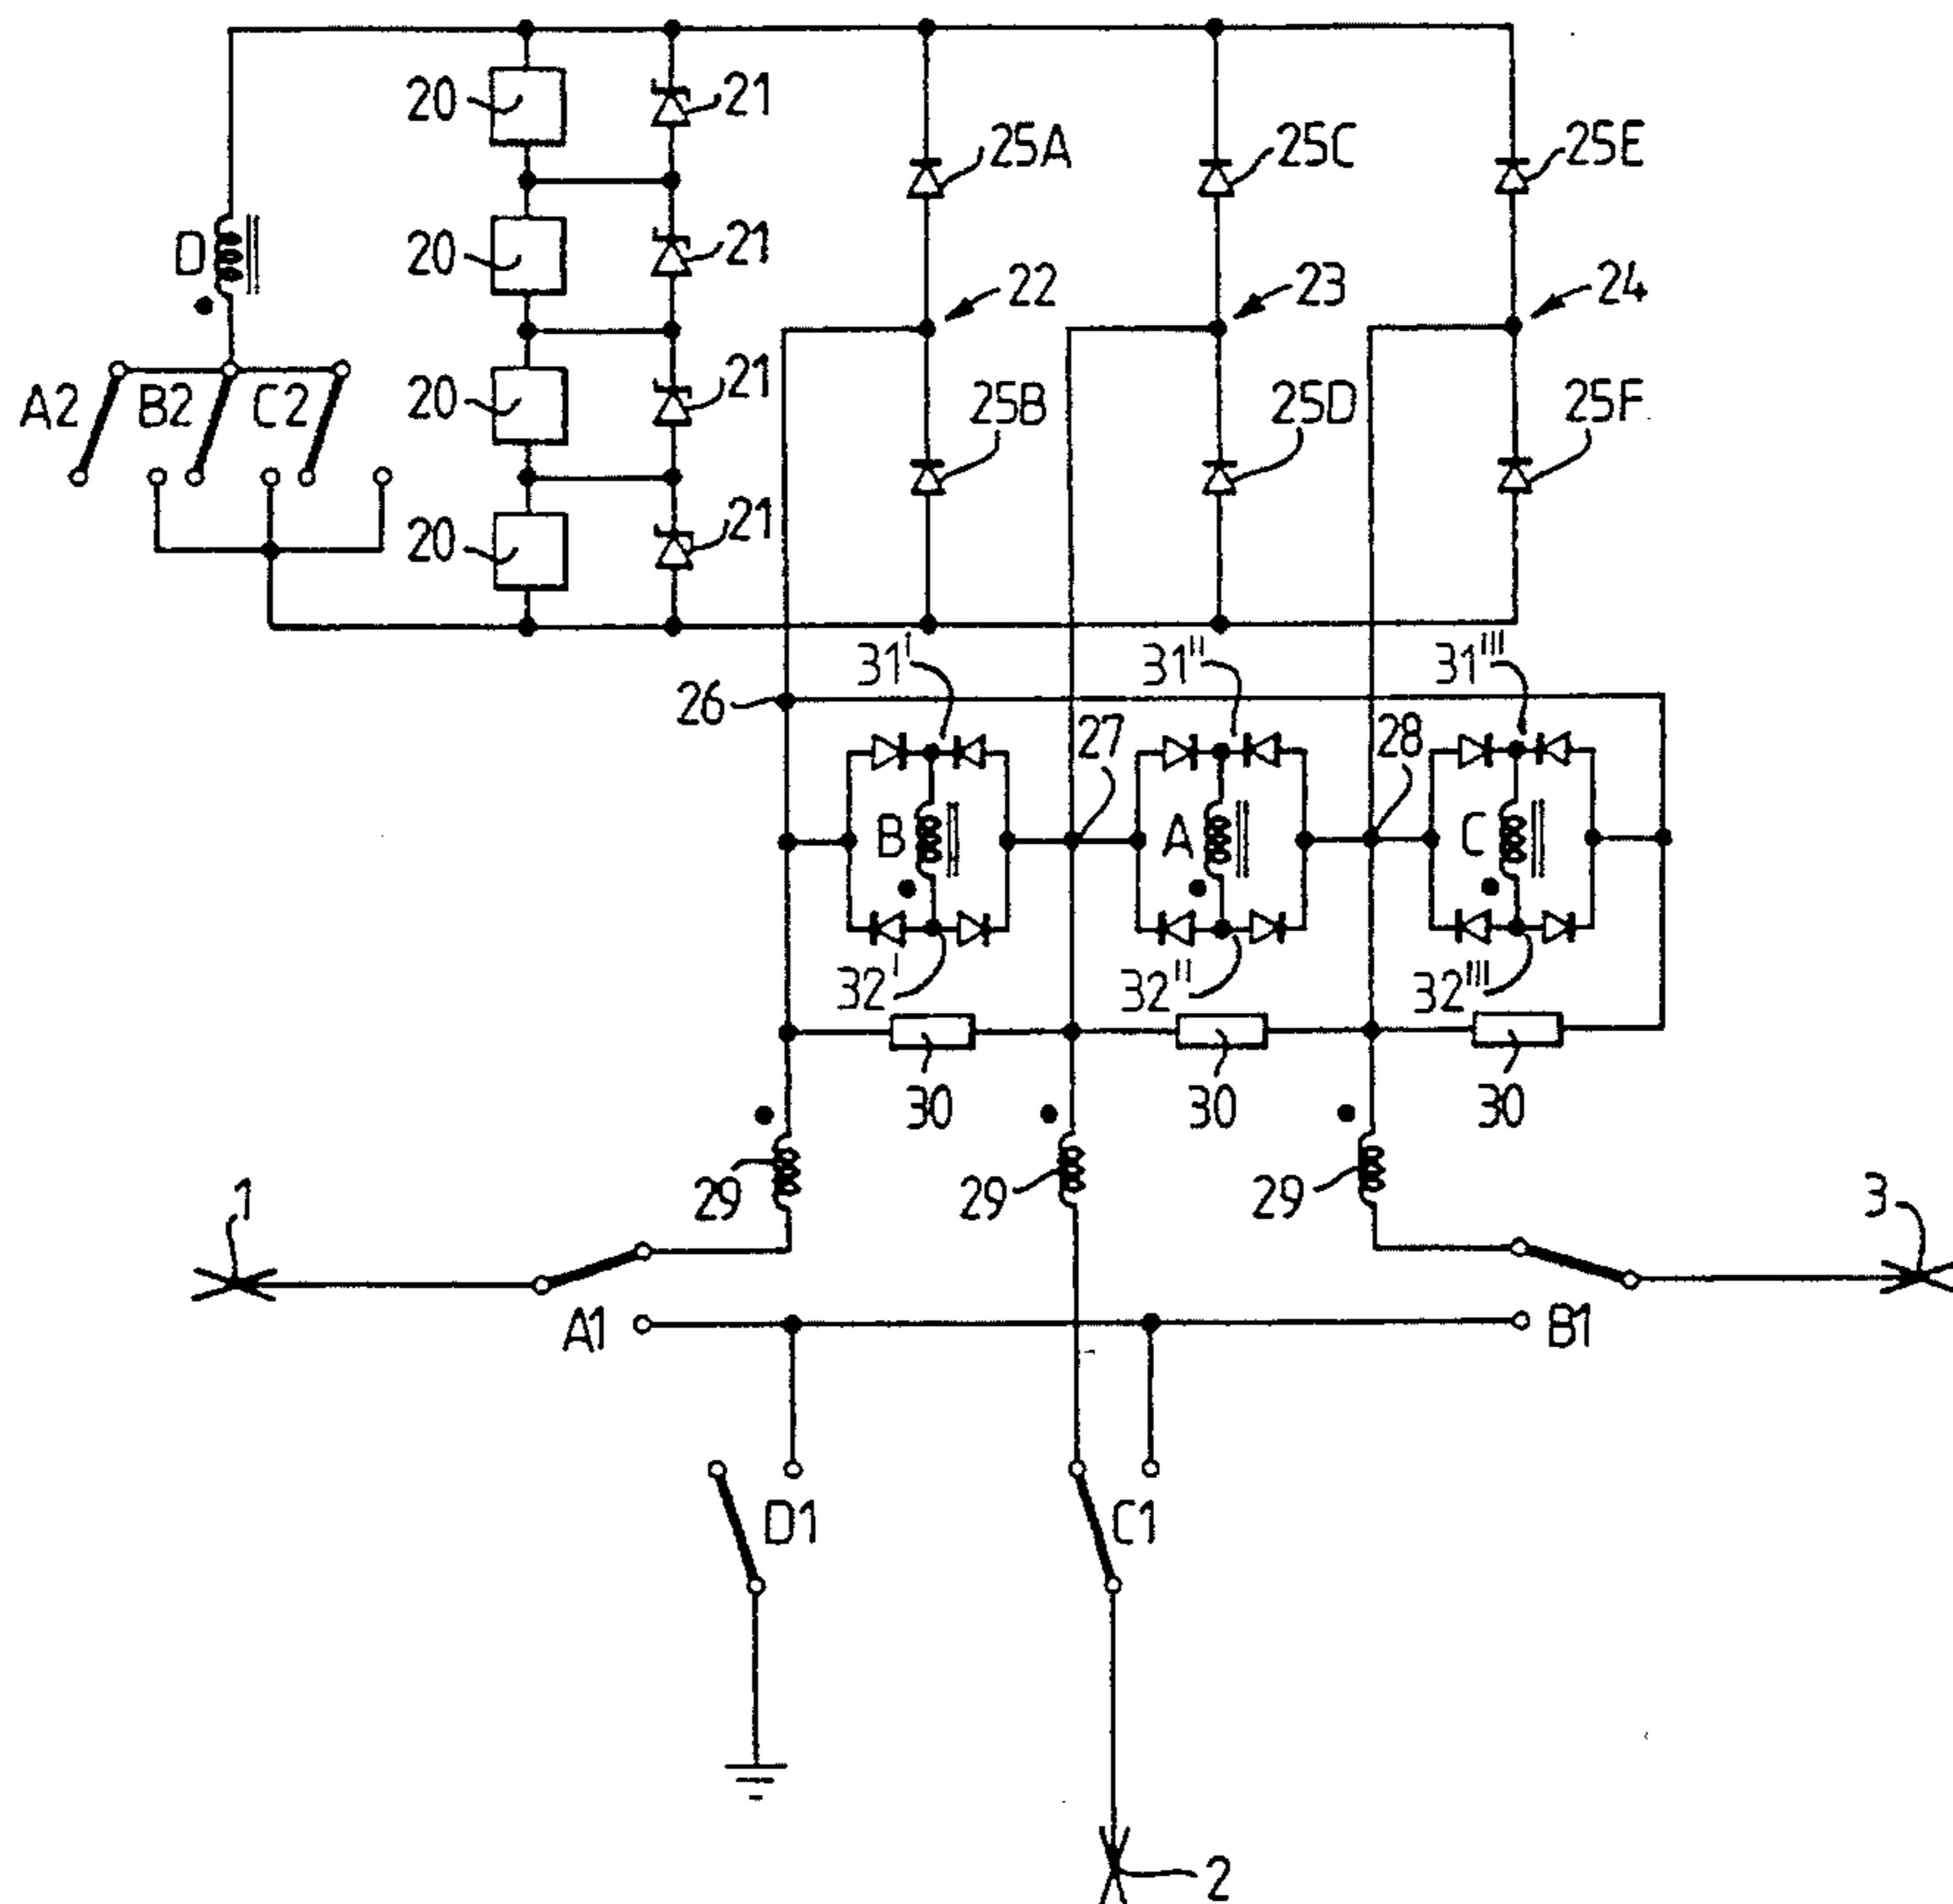 20 21
25A 25C 25E
D 20 21
22 23 24
A2 B2 C2 20 21
25B 25D 25F
20 21
31' 31" 31'''
26 27 28
B A C
32' 32" 32'''
30 30 30
29 29 29
1 3
A1 B1
D1 C1
2